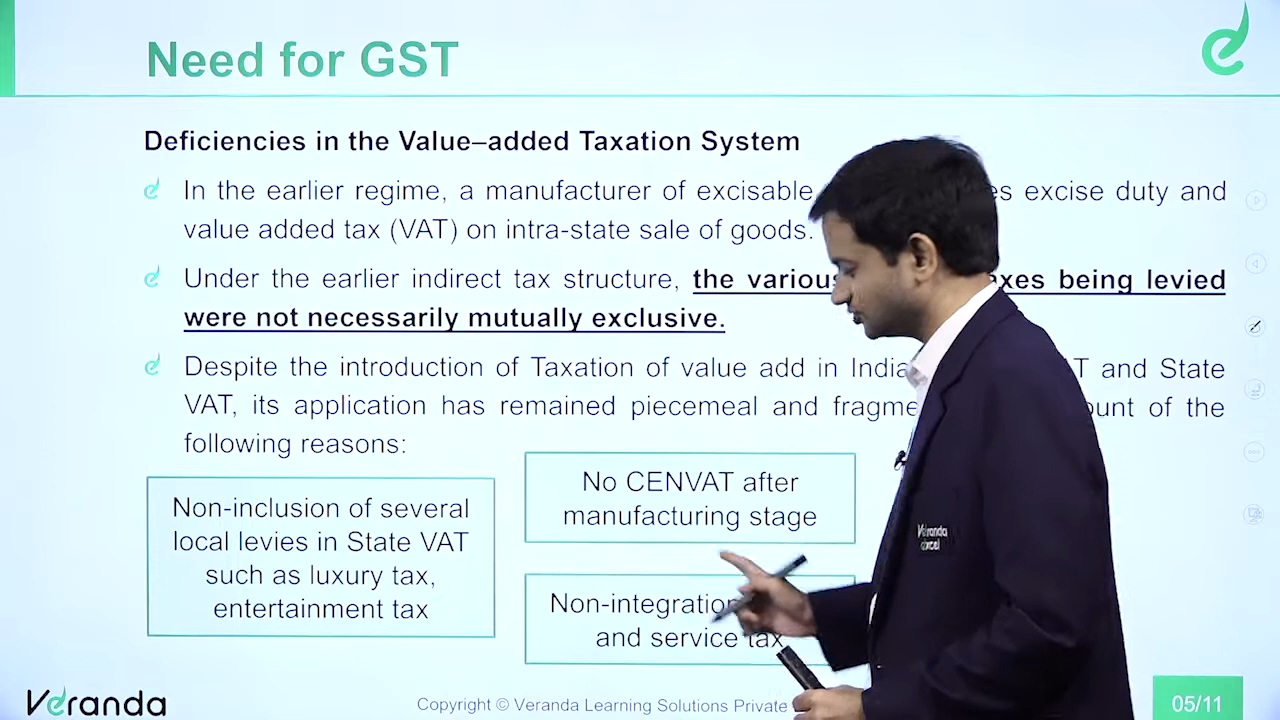 Need for GST
Deficiencies in the Value–added Taxation System
In the earlier regime, a manufacturer of excisable excise duty and
value added tax (VAT) on intra-state sale of goods.
Under the earlier indirect tax structure, the various being levied
were not necessarily mutually exclusive.
Despite the introduction of Taxation of value add in India and State
VAT, its application has remained piecemeal and of the
following reasons:
Non-inclusion of several
local levies in State VAT
such as luxury tax,
entertainment tax
No CENVAT after
manufacturing stage
Non-integration
and service tax
Veranda
excel
Veranda
Copyright © Veranda Learning Solutions Private
05/11